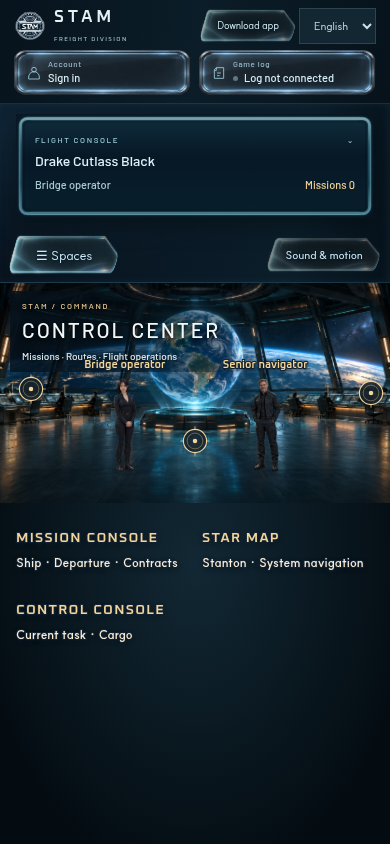 STAM
FREIGHT DIVISION
STAM
Download app
English
Account
Sign in
Game log
Log not connected
FLIGHT CONSOLE
Drake Cutlass Black
Bridge operator
Missions 0
☰ Spaces
Sound & motion
STAM / COMMAND
CONTROL CENTER
Missions · Routes · Flight operations
Bridge operator
Senior navigator
MISSION CONSOLE
Ship · Departure · Contracts
STAR MAP
Stanton · System navigation
CONTROL CONSOLE
Current task · Cargo